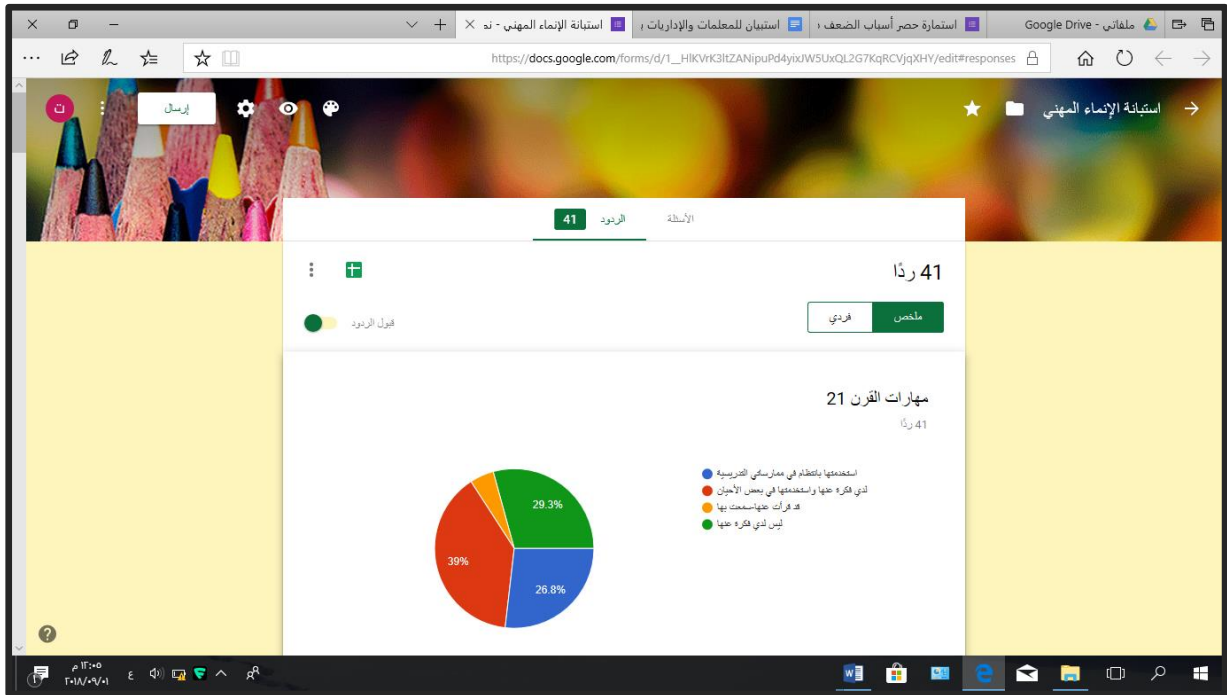 ملفاتي - Google Drive
استمارة حصر أسباب الضعف
استبيان للمعلمات والإداريات
استبانة الإنماء المهني - نم
https://docs.google.com/forms/d/1__HlKVrK3ltZANipuPd4yixJW5UxQL2G7KqRCVjqXHY/edit#responses
استبانة الإنماء المهني
إرسال
ت
الأسئلة
الردود 41
41 ردًا
ملخص
فردي
قبول الردود
مهارات القرن 21
41 ردًا
استخدمتها بانتظام في ممارساتي التدريسية
لدي فكرة عنها واستخدمتها في بعض الأحيان
قد قرأت عنها-سمعت بها
ليس لدي فكرة عنها
29.3%
39%
26.8%
ع
١٢:٠٥ م
٢٠١٨/٠٩/٠١